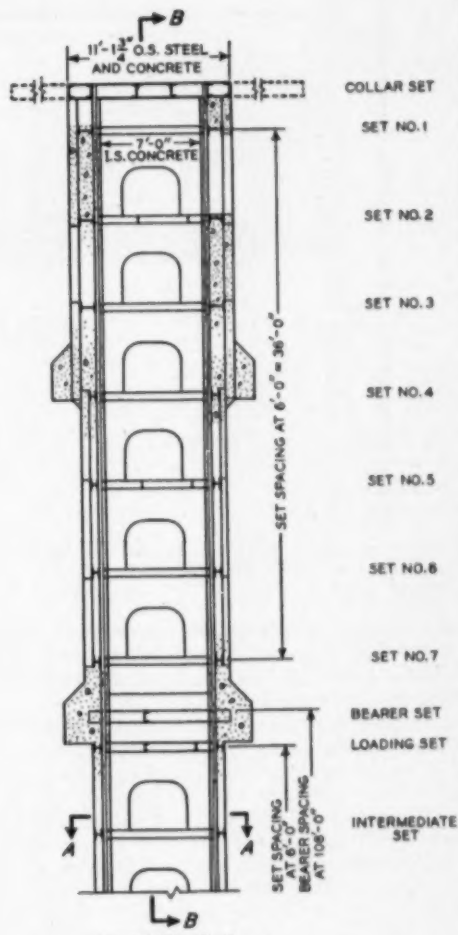 B
11'-1 3/4" O.S. STEEL
AND CONCRETE
COLLAR SET
SET NO. 1
7'-0"
I.S. CONCRETE
SET NO. 2
SET NO. 3
SET NO. 4
SET SPACING AT 6'-0" = 36'-0"
SET NO. 5
SET NO. 6
SET NO. 7
BEARER SET
LOADING SET
SET SPACING
AT 6'-0"
BEARER SPACING
AT 108'-0"
INTERMEDIATE
SET
A
A
B